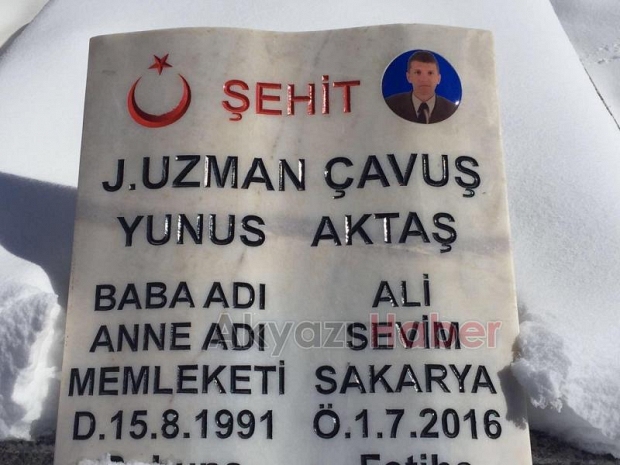 ŞEHİT
J.UZMAN ÇAVUŞ
YUNUS AKTAŞ
BABA ADI ALİ
ANNE ADI SEVİM
MEMLEKETİ SAKARYA
D.15.8.1991 Ö.1.7.2016
AkyazıHaber